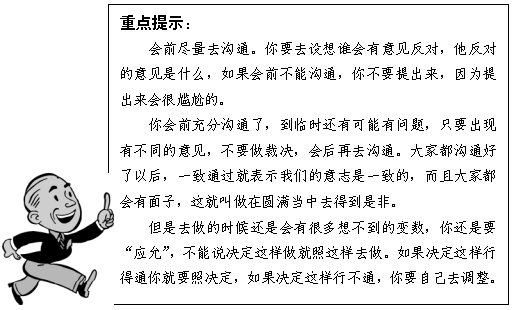 重点提示：
会前尽量去沟通。你要去设想谁会有意见反对，他反对
的意见是什么，如果会前不能沟通，你不要提出来，因为提
出来会很尴尬的。
你会前充分沟通了，到临时还有可能有问题，只要出现
有不同的意见，不要做裁决，会后再去沟通。大家都沟通好
了以后，一致通过就表示我们的意志是一致的，而且大家都
会有面子，这就叫做在圆满当中去得到是非。
但是去做的时候还是会有很多想不到的变数，你还是要
“应允”，不能说决定这样做就照这样去做。如果决定这样行
得通你就要照决定，如果决定这样行不通，你要自己去调整。